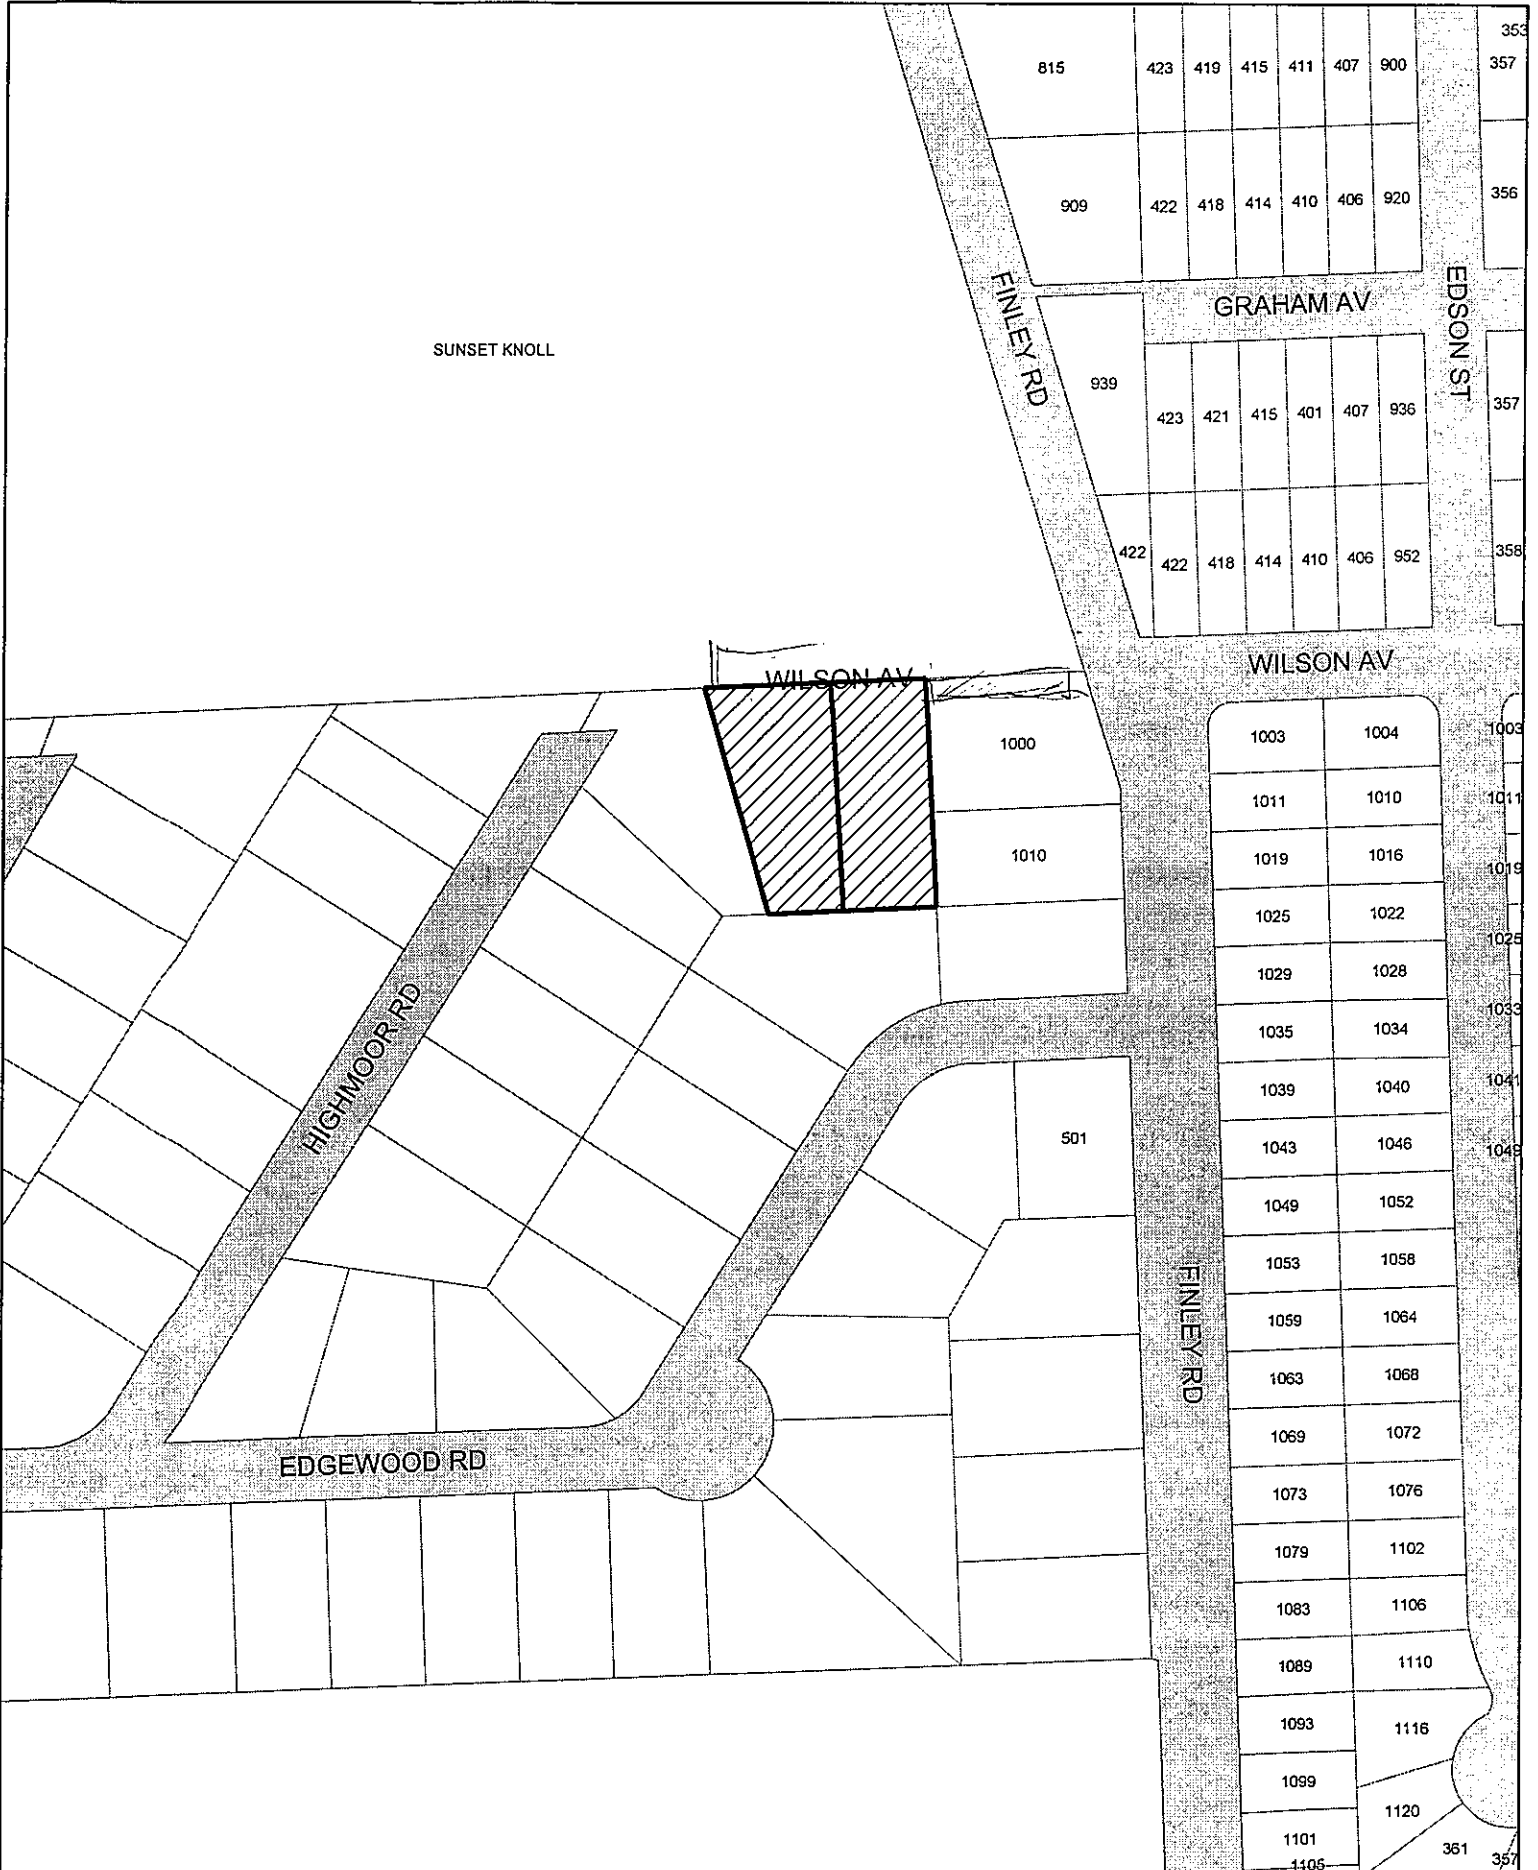 353
815 423 419 415 411 407 900 357
909 422 418 414 410 406 920 356
FINLEY RD
GRAHAM AV
EDSON ST
SUNSET KNOLL
939 423 421 415 401 407 936 357
422 422 418 414 410 406 952 358
WILSON AV
WILSON AV
1000 1003 1004 1003
1011 1010 1011
1010 1019 1016 1019
1025 1022 1025
1029 1028
HIGHMOOR RD
1035 1034 1033
1039 1040 1041
501 1043 1046 1049
1049 1052
1053 1058
FINLEY RD
1059 1064
1063 1068
1069 1072
EDGEWOOD RD
1073 1076
1079 1102
1083 1106
1089 1110
1093 1116
1099
1120
1101
361 357
1105